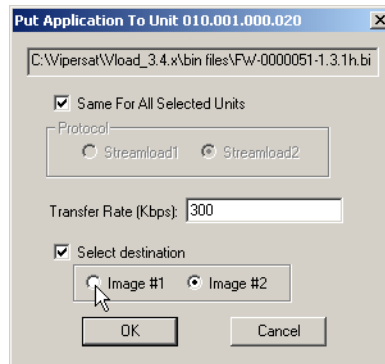 Put Application To Unit 010.001.000.020
C:\Vipersat\Vload_3.4.x\bin files\FW-0000051-1.3.1h.bi
Same For All Selected Units
Protocol
Streamload1 Streamload2
Transfer Rate (Kbps): 300
Select destination
Image #1 Image #2
OK Cancel